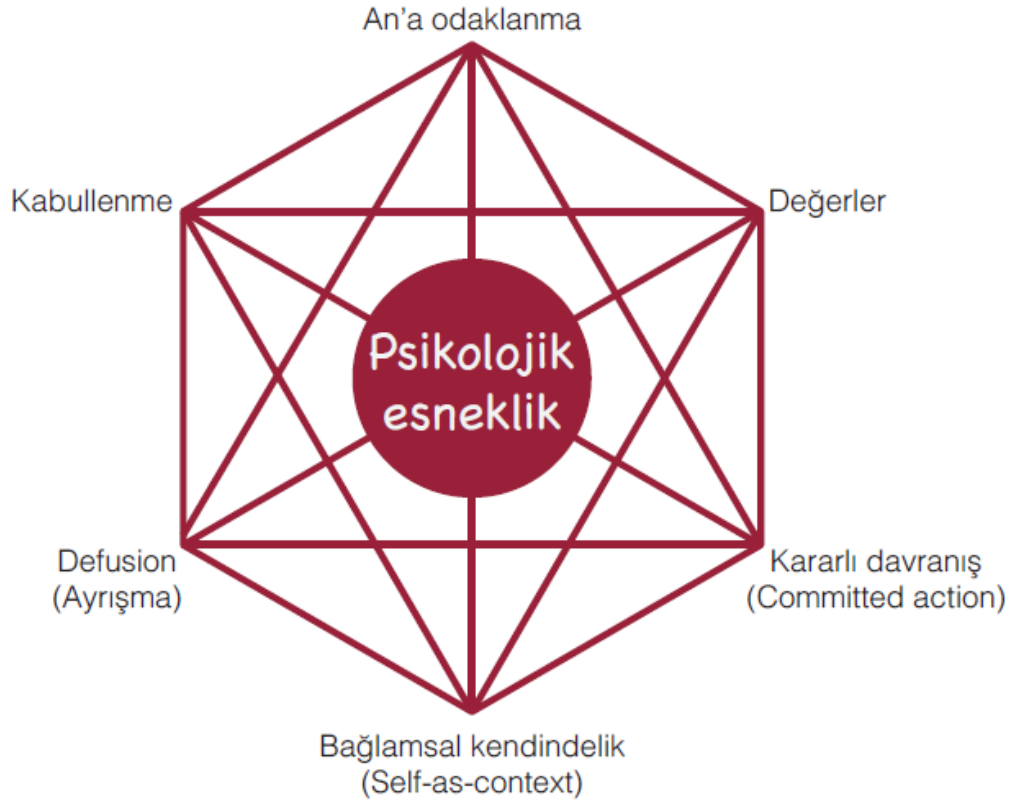 An'a odaklanma
Kabullenme
Değerler
Psikolojik
esneklik
Defusion
(Ayrışma)
Kararlı davranış
(Committed action)
Bağlamsal kendindelik
(Self-as-context)